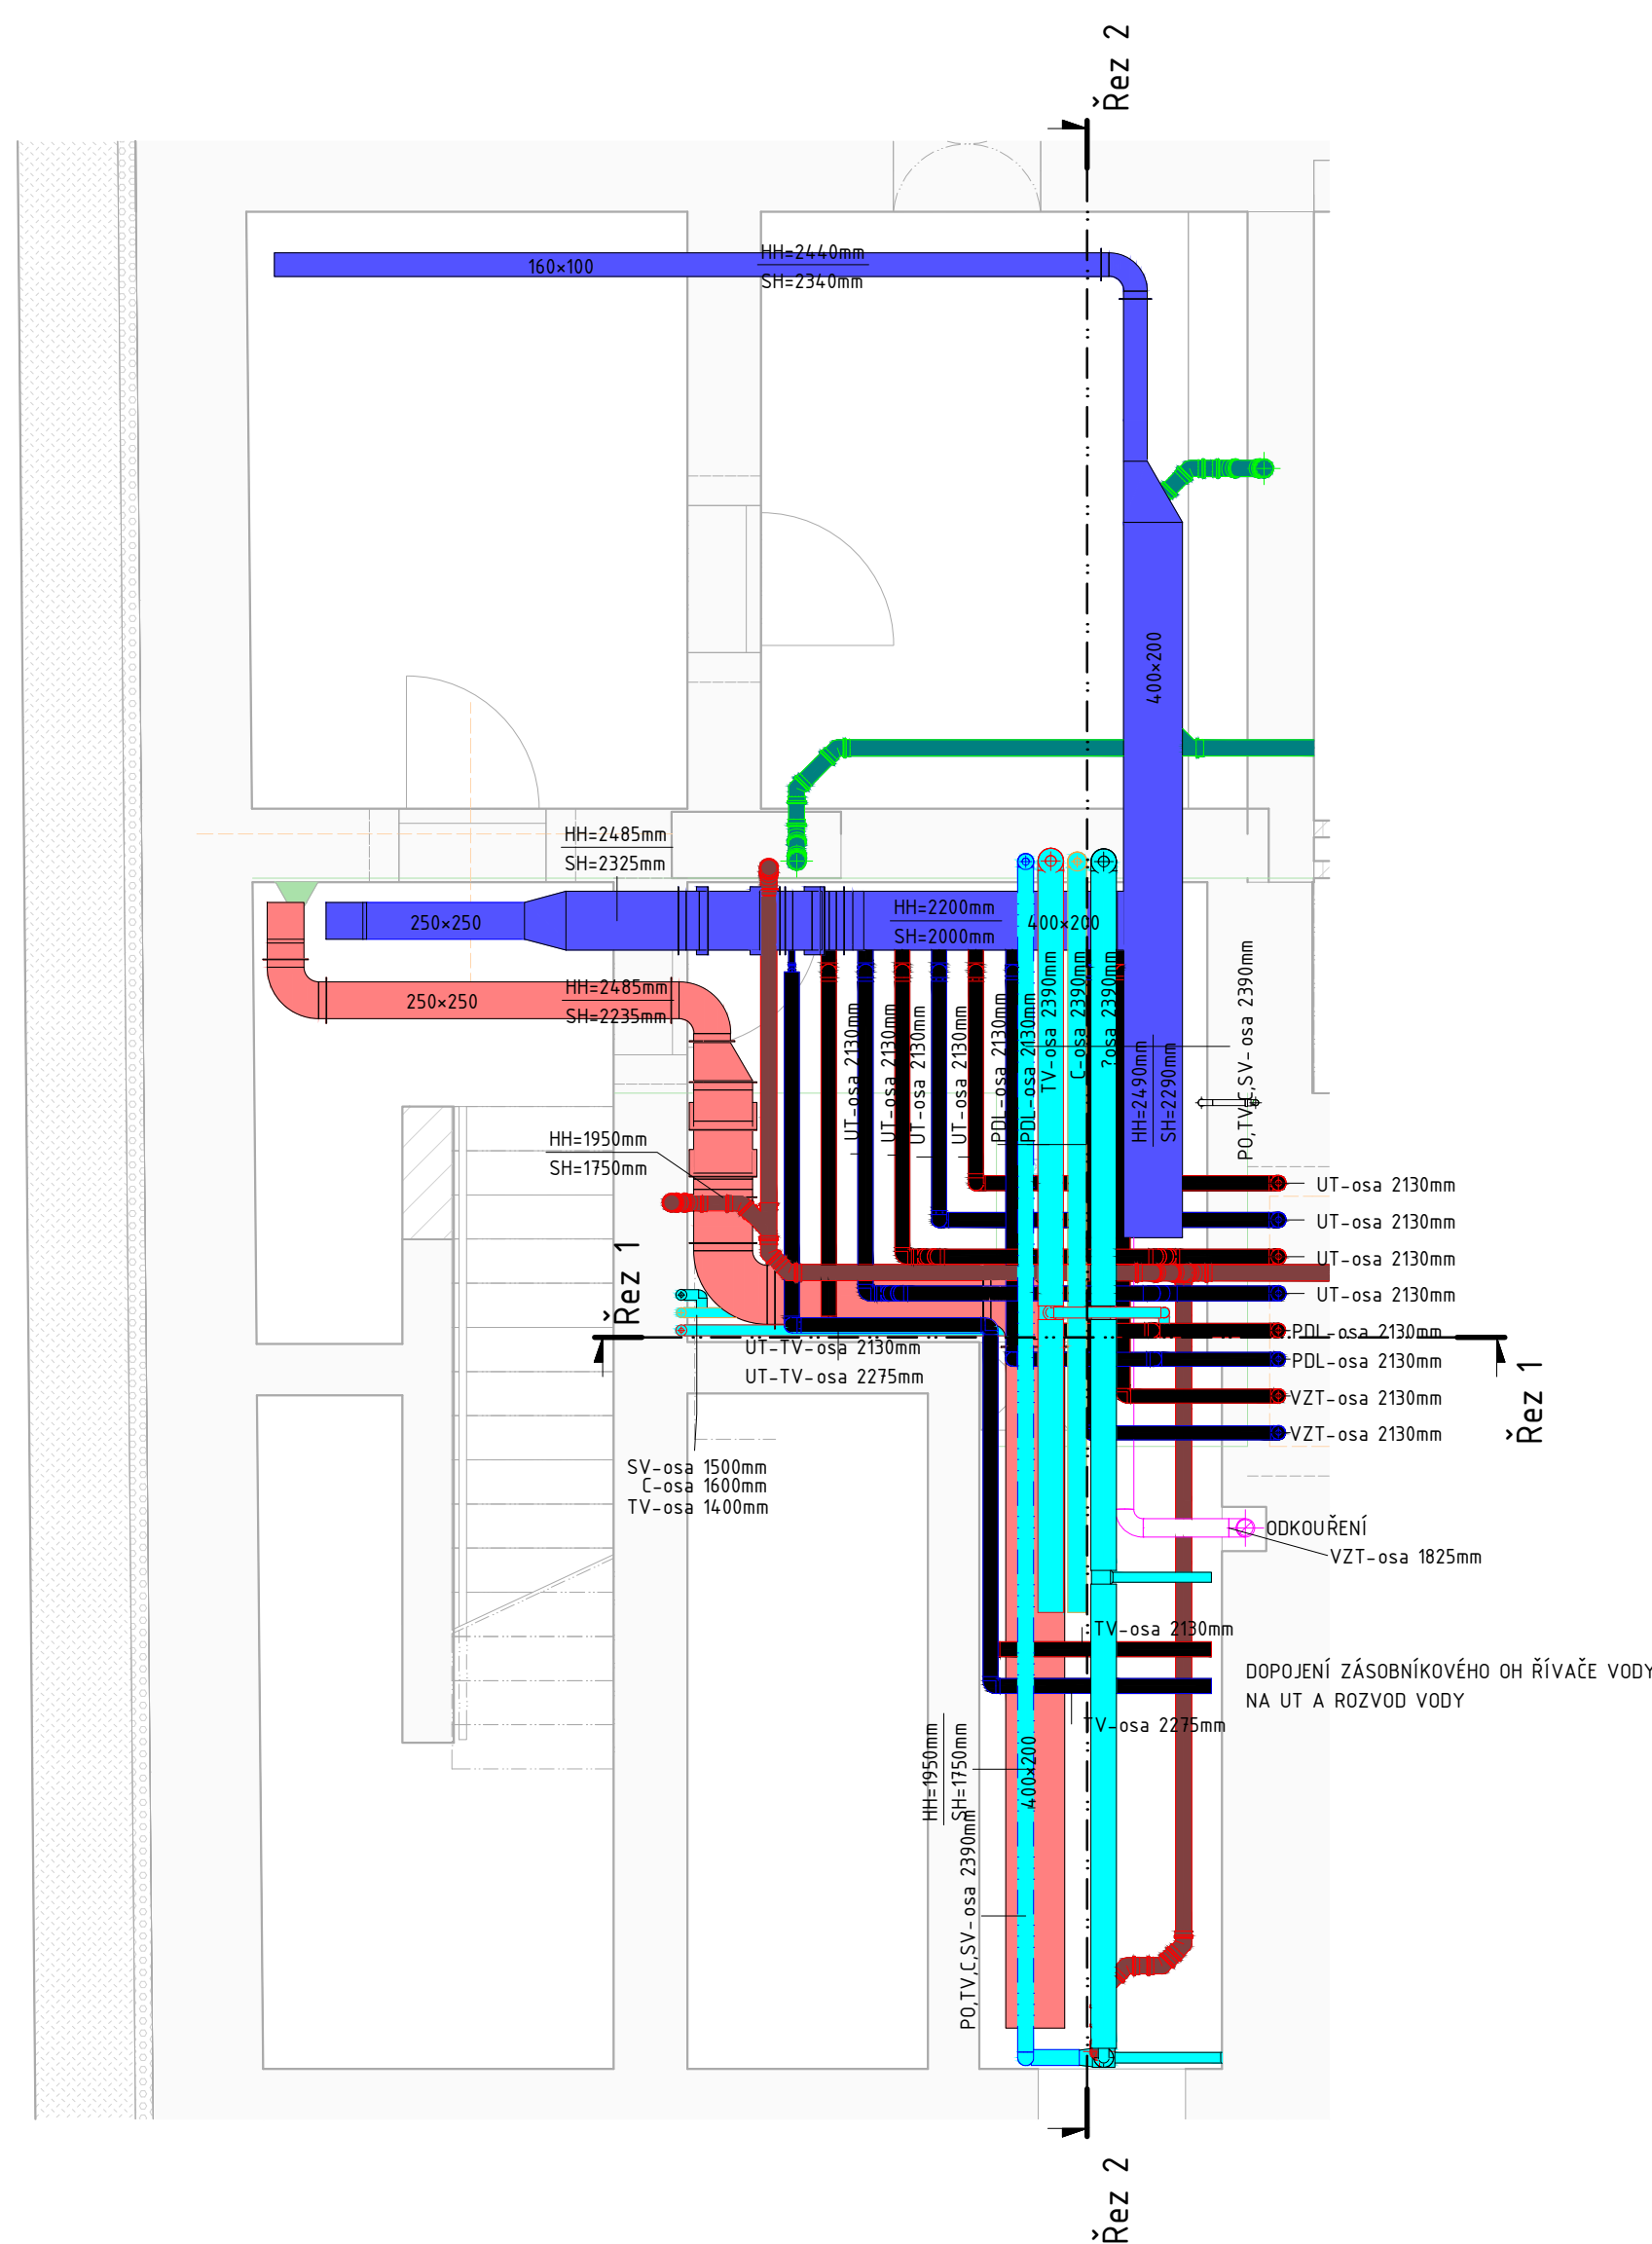 Řez 2
HH=2440mm
160×100
SH=2340mm
400×200
HH=2485mm
SH=2325mm
250×250
HH=2200mm
400×200
SH=2000mm
HH=2485mm
250×250
SH=2235mm
UT-osa 2130mm
UT-osa 2130mm
UT-osa 2130mm
UT-osa 2130mm
PDL-osa 2130mm
PDL-osa 2130mm
TV-osa 2390mm
C-osa 2390mm
?osa 2390mm
HH=2490mm
SH=2290mm
PO,TV,C,SV-osa 2390mm
HH=1950mm
SH=1750mm
UT-osa 2130mm
UT-osa 2130mm
UT-osa 2130mm
UT-osa 2130mm
PDL-osa 2130mm
PDL-osa 2130mm
VZT-osa 2130mm
VZT-osa 2130mm
Řez 1
Řez 1
UT-TV-osa 2130mm
UT-TV-osa 2275mm
SV-osa 1500mm
C-osa 1600mm
TV-osa 1400mm
ODKOUŘENÍ
VZT-osa 1825mm
TV-osa 2130mm
DOPOJENÍ ZÁSOBNÍKOVÉHO OH ŘÍVAČE VODY
NA UT A ROZVOD VODY
TV-osa 2275mm
HH=1950mm
SH=1750mm
400×200
PO,TV,C,SV-osa 2390mm
Řez 2